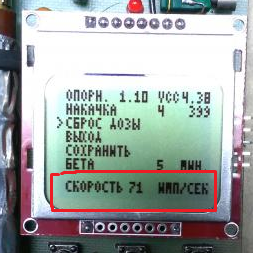 ОПОРН. 1.10 VCC4.38
НАКАЧКА 4 399
>СБРОС ДОЗЫ
ВЫХОД
СОХРАНИТЬ
БЕТА 5 МИН
СКОРОСТЬ 71 ИМП/СЕК